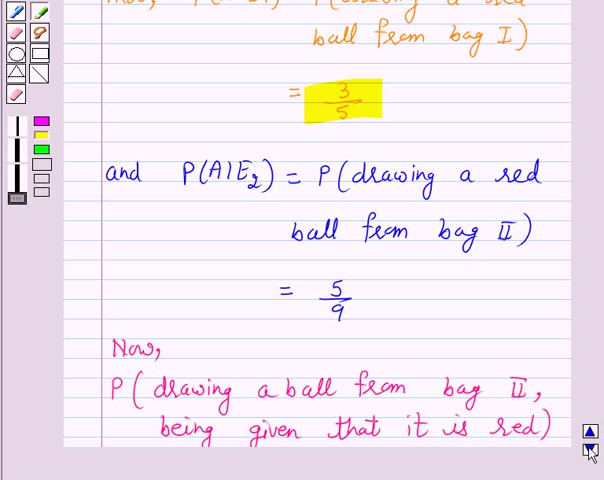 ball from bag I)
= 3/5
and P(A|E₂) = P(drawing a red
ball from bag II)
= 5/9
Now,
P( drawing a ball from bag II,
being given that it is red)